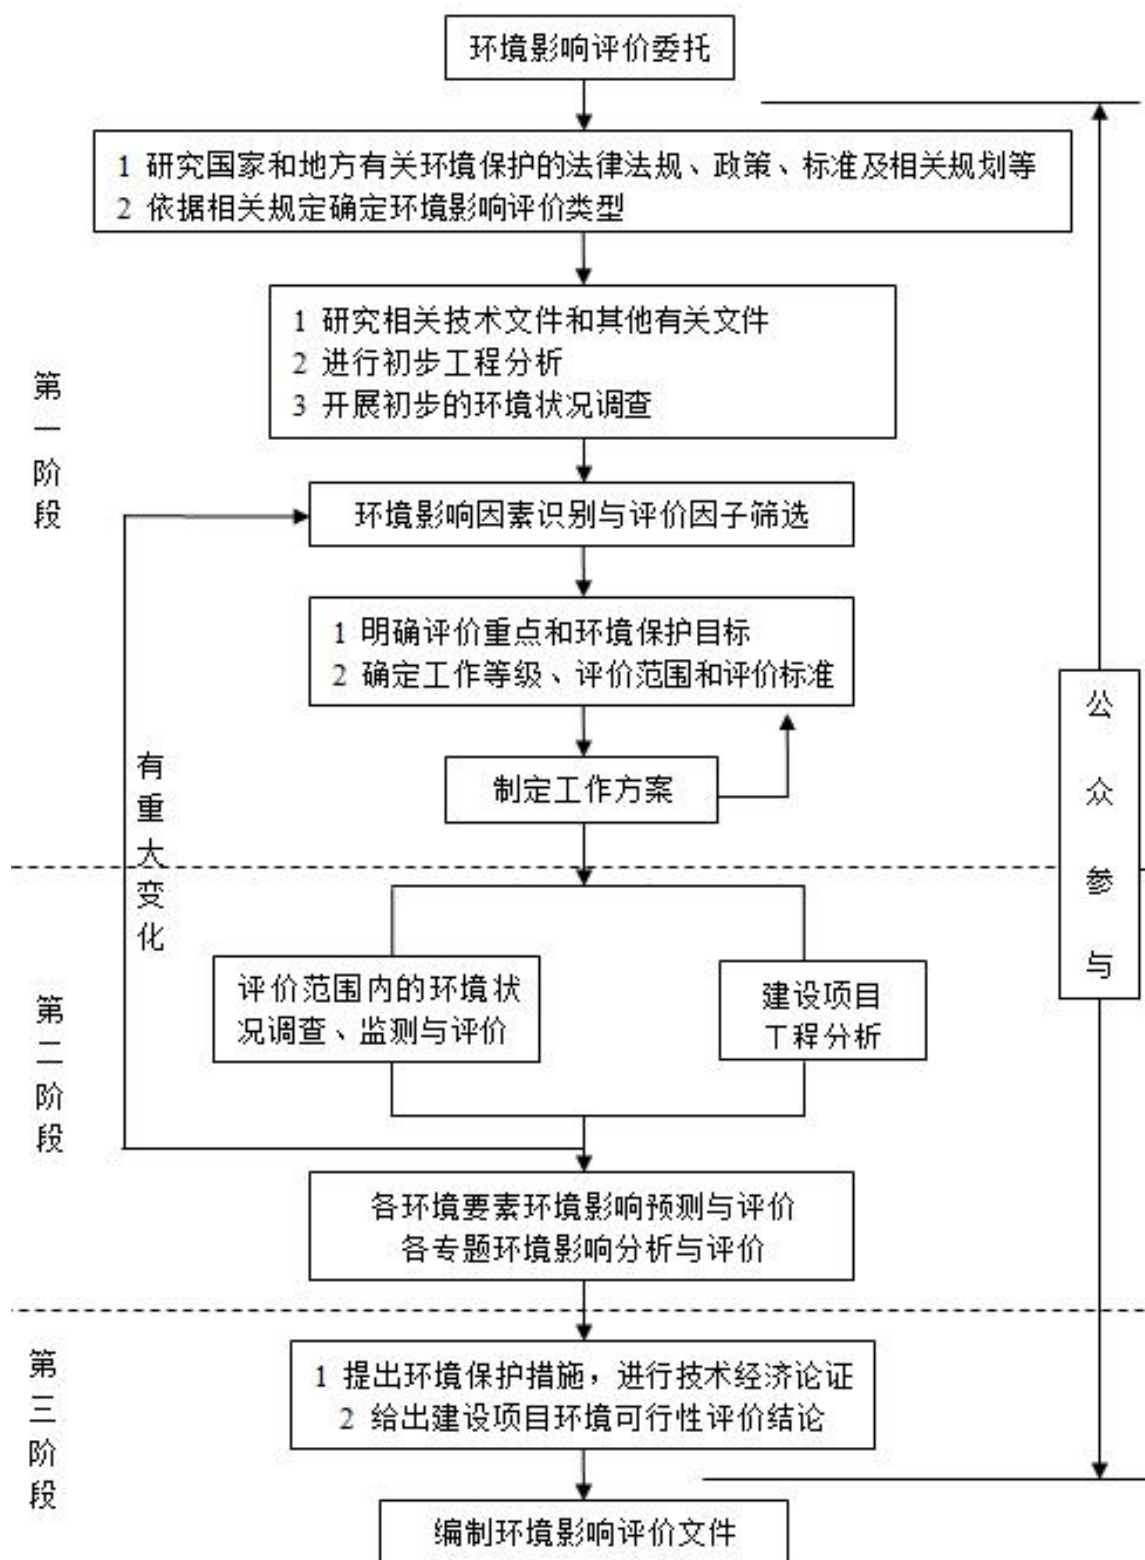 环境影响评价委托
1 研究国家和地方有关环境保护的法律法规、政策、标准及相关规划等
2 依据相关规定确定环境影响评价类型
1 研究相关技术文件和其他有关文件
2 进行初步工程分析
3 开展初步的环境状况调查
第一阶段
环境影响因素识别与评价因子筛选
1 明确评价重点和环境保护目标
2 确定工作等级、评价范围和评价标准
制定工作方案
有重大变化
公众参与
评价范围内的环境状
况调查、监测与评价
建设项目
工程分析
第二阶段
各环境要素环境影响预测与评价
各专题环境影响分析与评价
第三阶段
1 提出环境保护措施，进行技术经济论证
2 给出建设项目环境可行性评价结论
编制环境影响评价文件